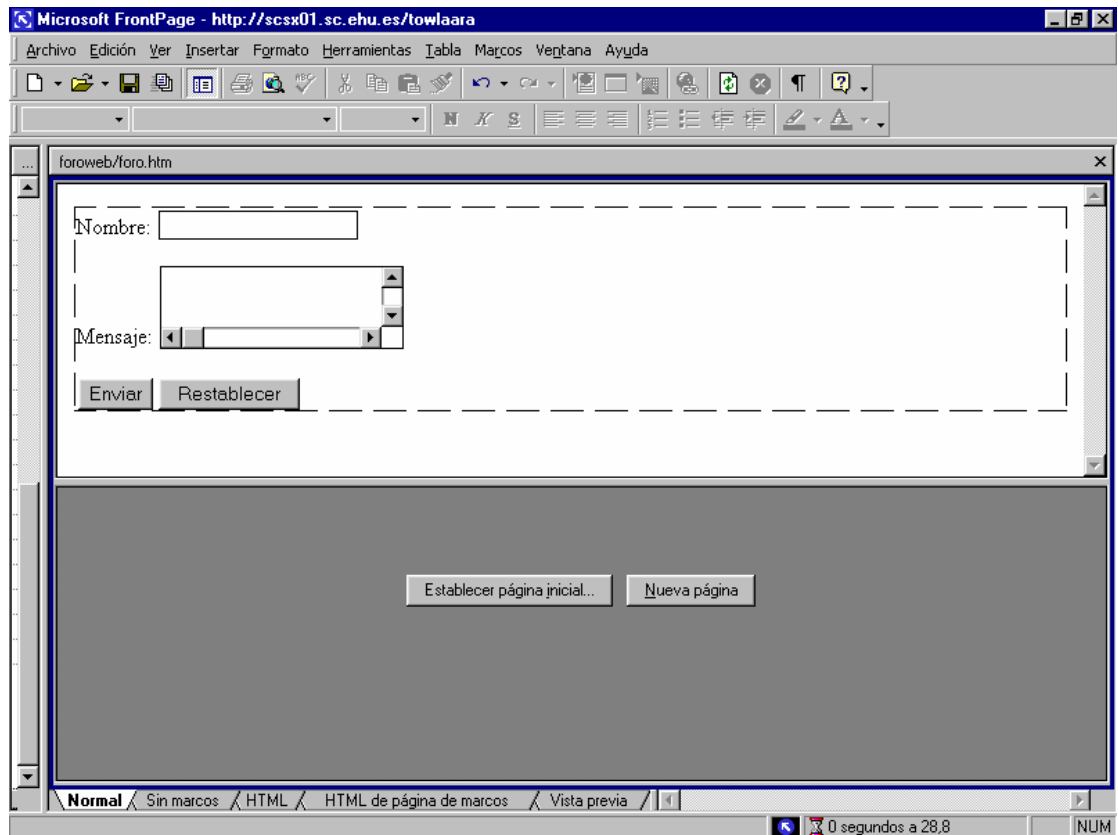 Microsoft FrontPage - http://scsx01.sc.ehu.es/towlaara
Archivo Edición Ver Insertar Formato Herramientas Tabla Marcos Ventana Ayuda
N K S A
... foroweb/foro.htm
Nombre:
Mensaje:
Enviar Restablecer
Establecer página inicial... Nueva página
Normal Sin marcos HTML HTML de página de marcos Vista previa
0 segundos a 28,8 NUM